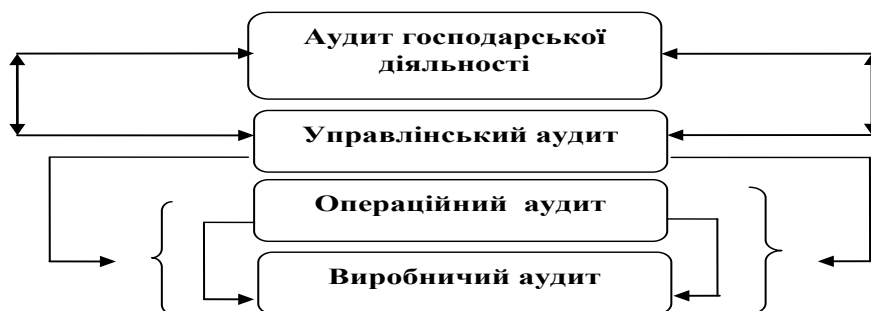 Аудит господарської
діяльності
Управлінський аудит
Операційний аудит
Виробничий аудит